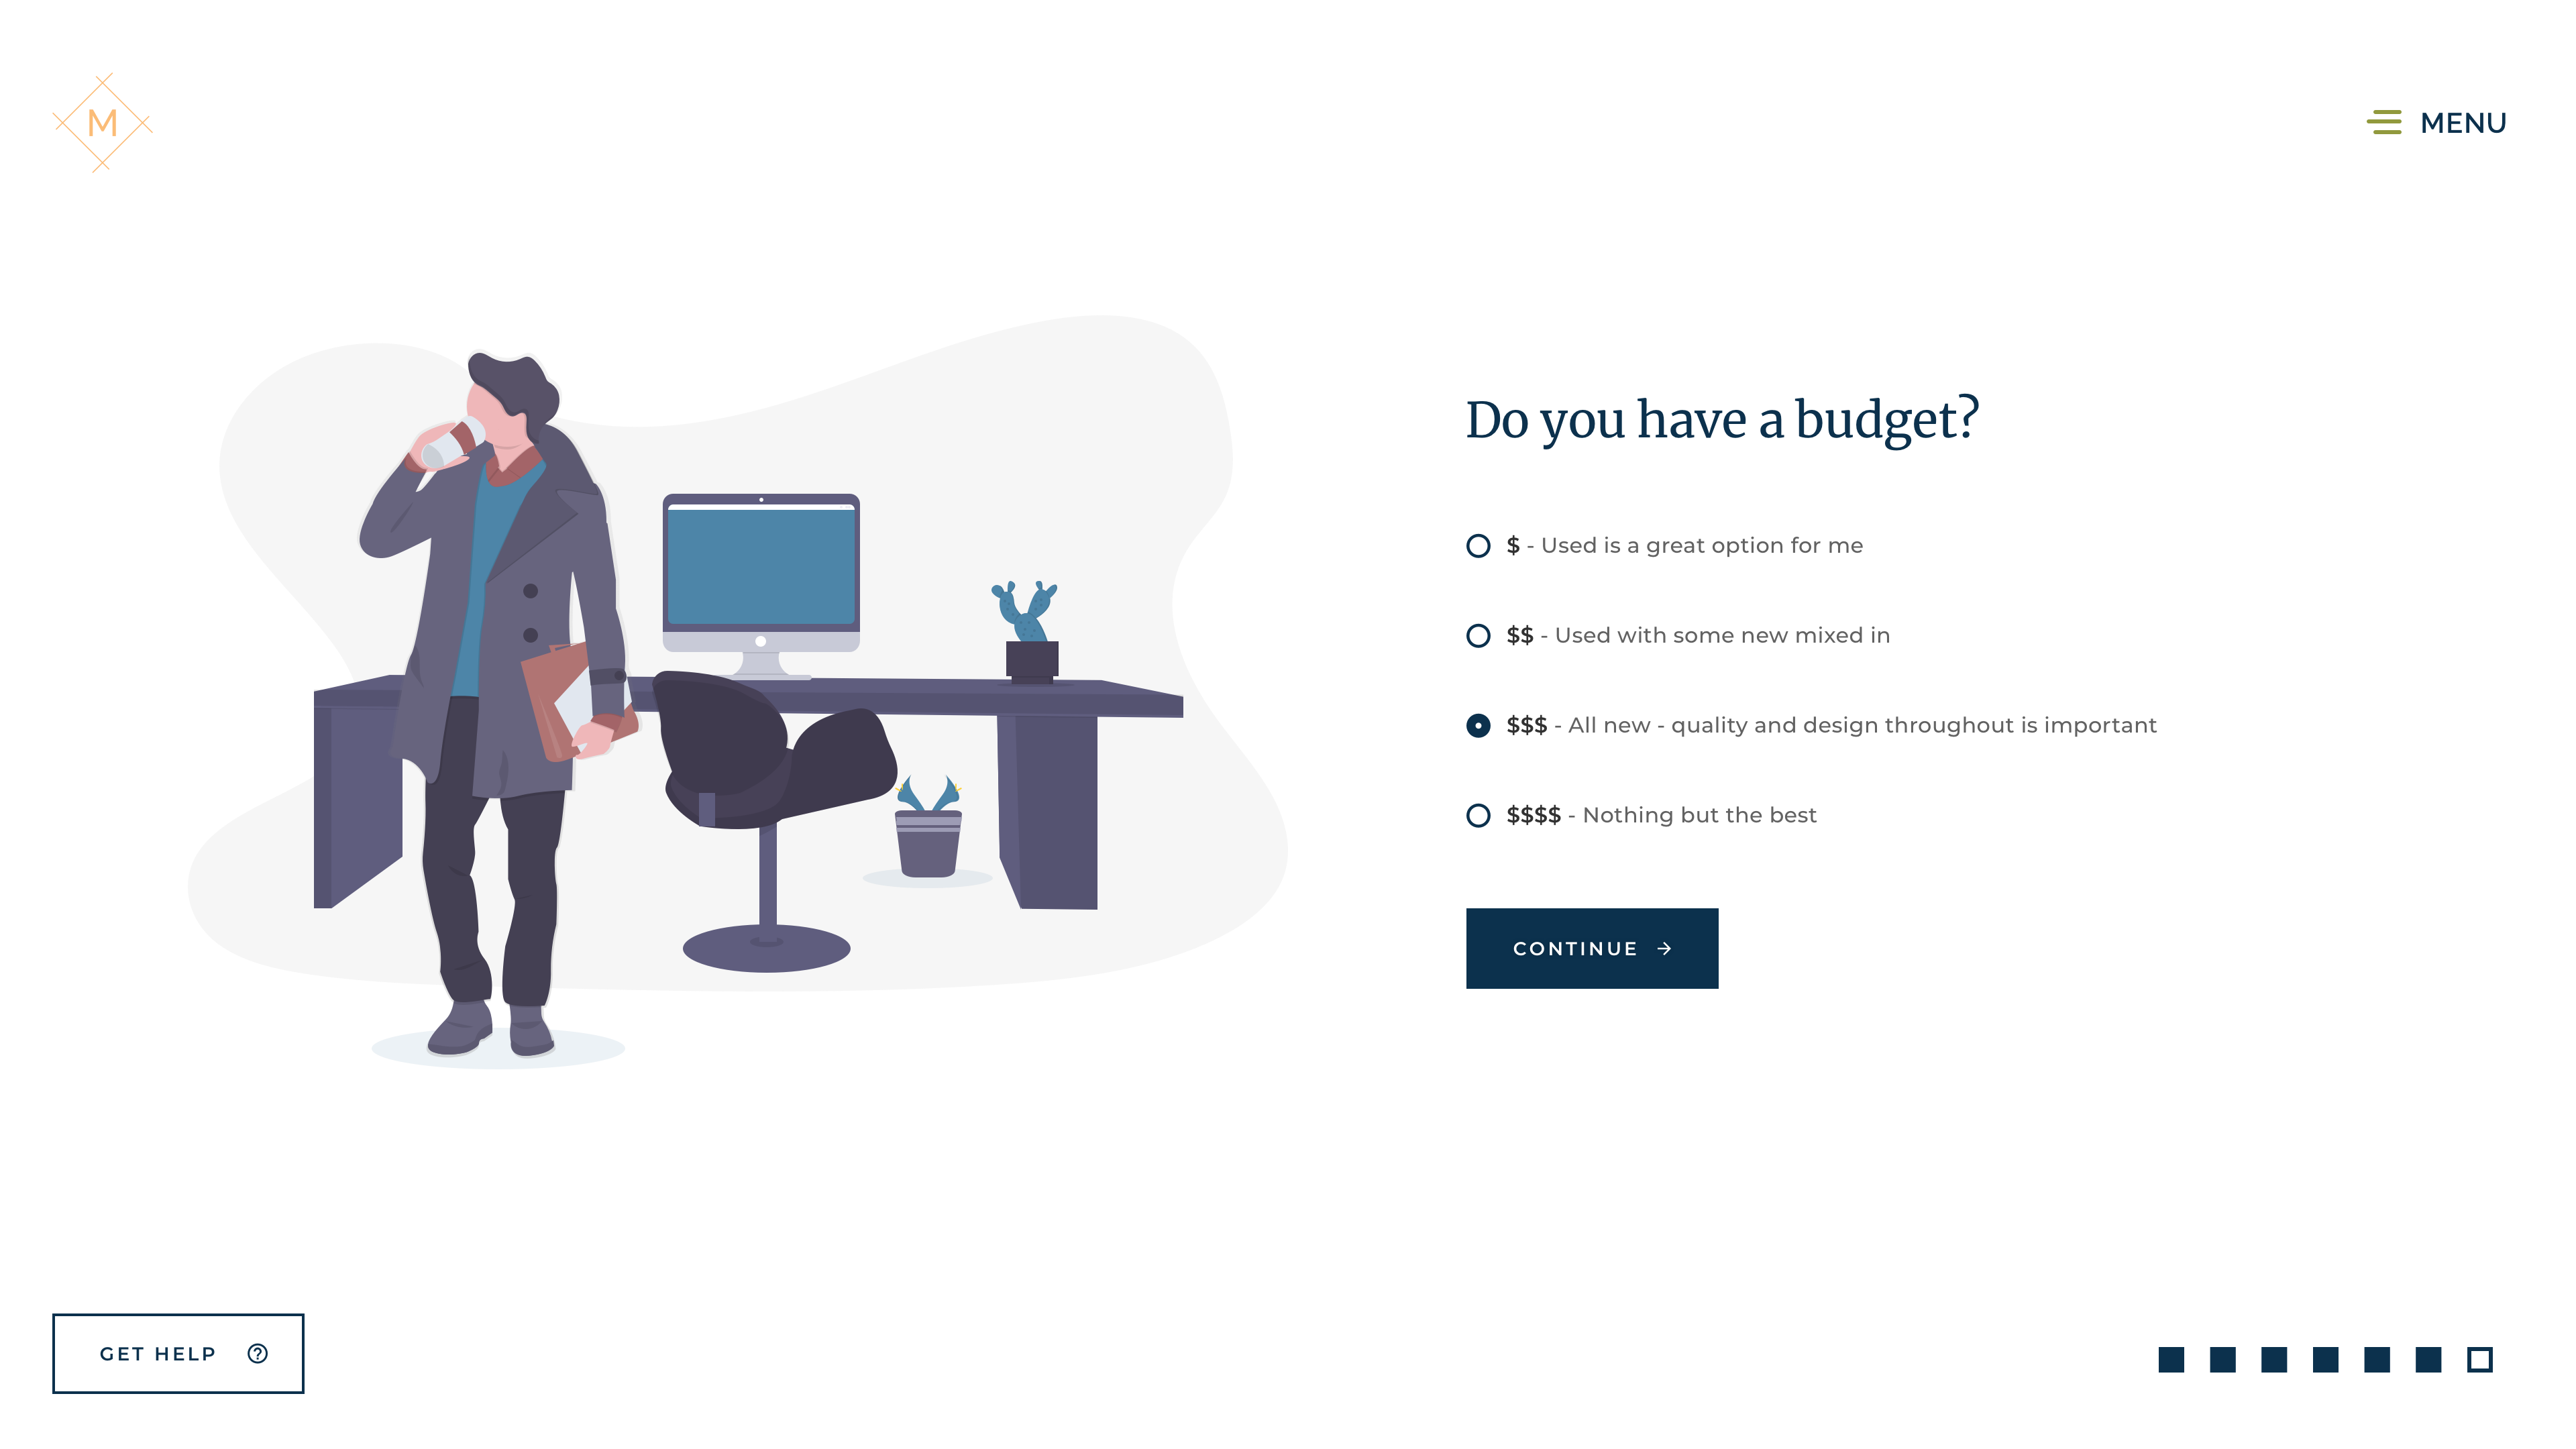 M
MENU
Do you have a budget?
$ - Used is a great option for me
$$ - Used with some new mixed in
$$$ - All new - quality and design throughout is important
$$$$ - Nothing but the best
CONTINUE →
GET HELP